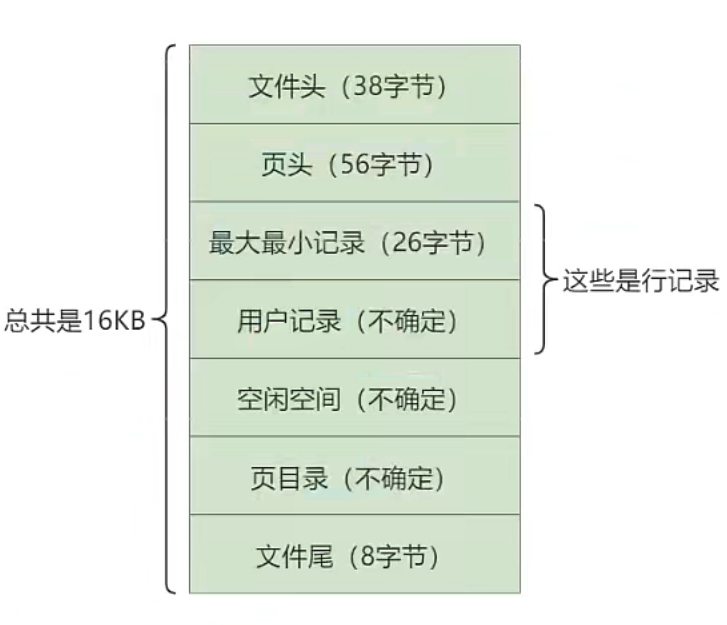 文件头（38字节）
页头（56字节）
最大最小记录（26字节）
用户记录（不确定）
空闲空间（不确定）
页目录（不确定）
文件尾（8字节）
总共是16KB
这些是行记录